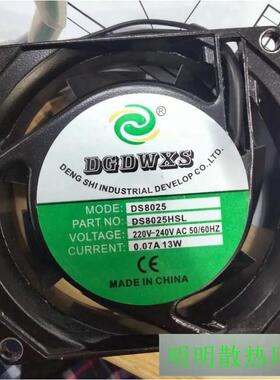 ®
DGDWXS
DENG SHI INDUSTRIAL DEVELOP CO.,LTD.
MODE: DS8025
PART NO: DS8025HSL
VOLTAGE: 220V-240V AC 50/60HZ
CURRENT: 0.07A 13W
CE
MADE IN CHINA
明明散热